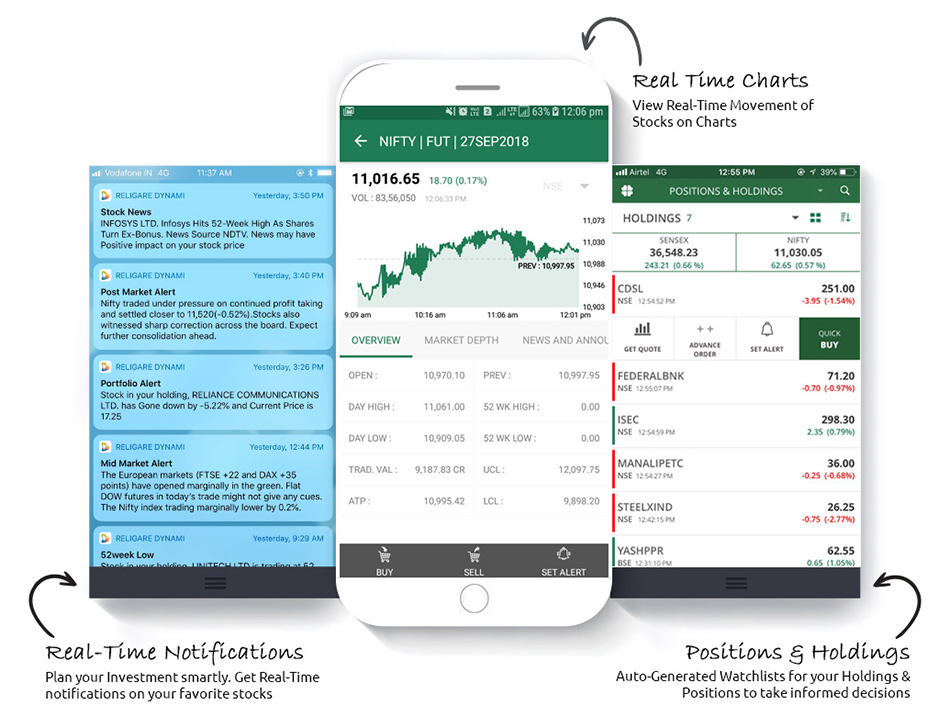 Real Time Charts
View Real-Time Movement of
Stocks on Charts
Vodafone IN 4G 11:37 AM
RELIGARE DYNAMI Yesterday, 3:50 PM
Stock News
INFOSYS LTD. Infosys Hits 52-Week High As Shares
Turn Ex-Bonus. News Source NDTV. News may have
Positive impact on your stock price
RELIGARE DYNAMI Yesterday, 3:40 PM
Post Market Alert
Nifty traded under pressure on continued profit taking
and settled closer to 11,520(-0.52%).Stocks also
witnessed sharp correction across the board. Expect
further consolidation ahead.
RELIGARE DYNAMI Yesterday, 3:26 PM
Portfolio Alert
Stock in your holding, RELIANCE COMMUNICATIONS
LTD. has Gone down by -5.22% and Current Price is
17.25
RELIGARE DYNAMI Yesterday, 12:44 PM
Mid Market Alert
The European markets (FTSE +22 and DAX +35
points) have opened marginally in the green. Flat
DOW futures in today's trade might not give any cues.
The Nifty index trading marginally lower by 0.2%.
RELIGARE DYNAMI Yesterday, 9:29 AM
52week Low
Stock in your holding, UNITECH LTD is trading at 52
63% 12:06 pm
NIFTY | FUT | 27SEP2018
11,016.65 18.70 (0.17%) NSE
VOL : 83,56,050 12:06:33 PM
11,073
11,030
PREV : 10,997.95 10,988
10,946
10,903
9:09 am 10:16 am 11:06 am 12:01 pm
OVERVIEW MARKET DEPTH NEWS AND ANNOU
OPEN : 10,970.10 PREV : 10,997.95
DAY HIGH : 11,061.00 52 WK HIGH : 0.00
DAY LOW : 10,909.05 52 WK LOW : 0.00
TRAD. VAL : 9,187.83 CR UCL : 12,097.75
ATP : 10,995.42 LCL : 9,898.20
BUY SELL SET ALERT
Airtel 4G 12:55 PM 39%
POSITIONS & HOLDINGS
HOLDINGS 7
SENSEX NIFTY
36,548.23 11,030.05
243.21 (0.66 %) 62.65 (0.57 %)
CDSL 251.00
NSE 12:54:52 PM -3.95 (-1.54%)
GET QUOTE ADVANCE ORDER SET ALERT QUICK BUY
FEDERALBNK 71.20
NSE 12:55:07 PM -0.70 (-0.97%)
ISEC 298.30
NSE 12:54:59 PM 2.35 (0.79%)
MANALIPETC 36.00
NSE 12:54:27 PM -0.25 (-0.68%)
STEELXIND 26.25
NSE 12:42:15 PM -0.75 (-2.77%)
YASHPPR 62.55
BSE 12:31:10 PM 0.65 (1.05%)
Real-Time Notifications
Plan your Investment smartly. Get Real-Time
notifications on your favorite stocks
Positions & Holdings
Auto-Generated Watchlists for your Holdings &
Positions to take informed decisions